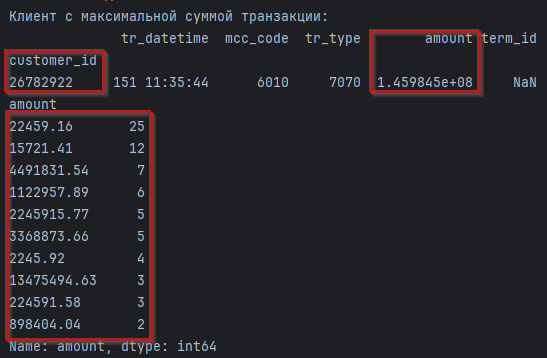 Клиент с максимальной суммой транзакции:
tr_datetime mcc_code tr_type amount term_id
customer_id
26782922 151 11:35:44 6010 7070 1.459845e+08 NaN
amount
22459.16 25
15721.41 12
4491831.54 7
1122957.89 6
2245915.77 5
3368873.66 5
2245.92 4
13475494.63 3
224591.58 3
898404.04 2
Name: amount, dtype: int64